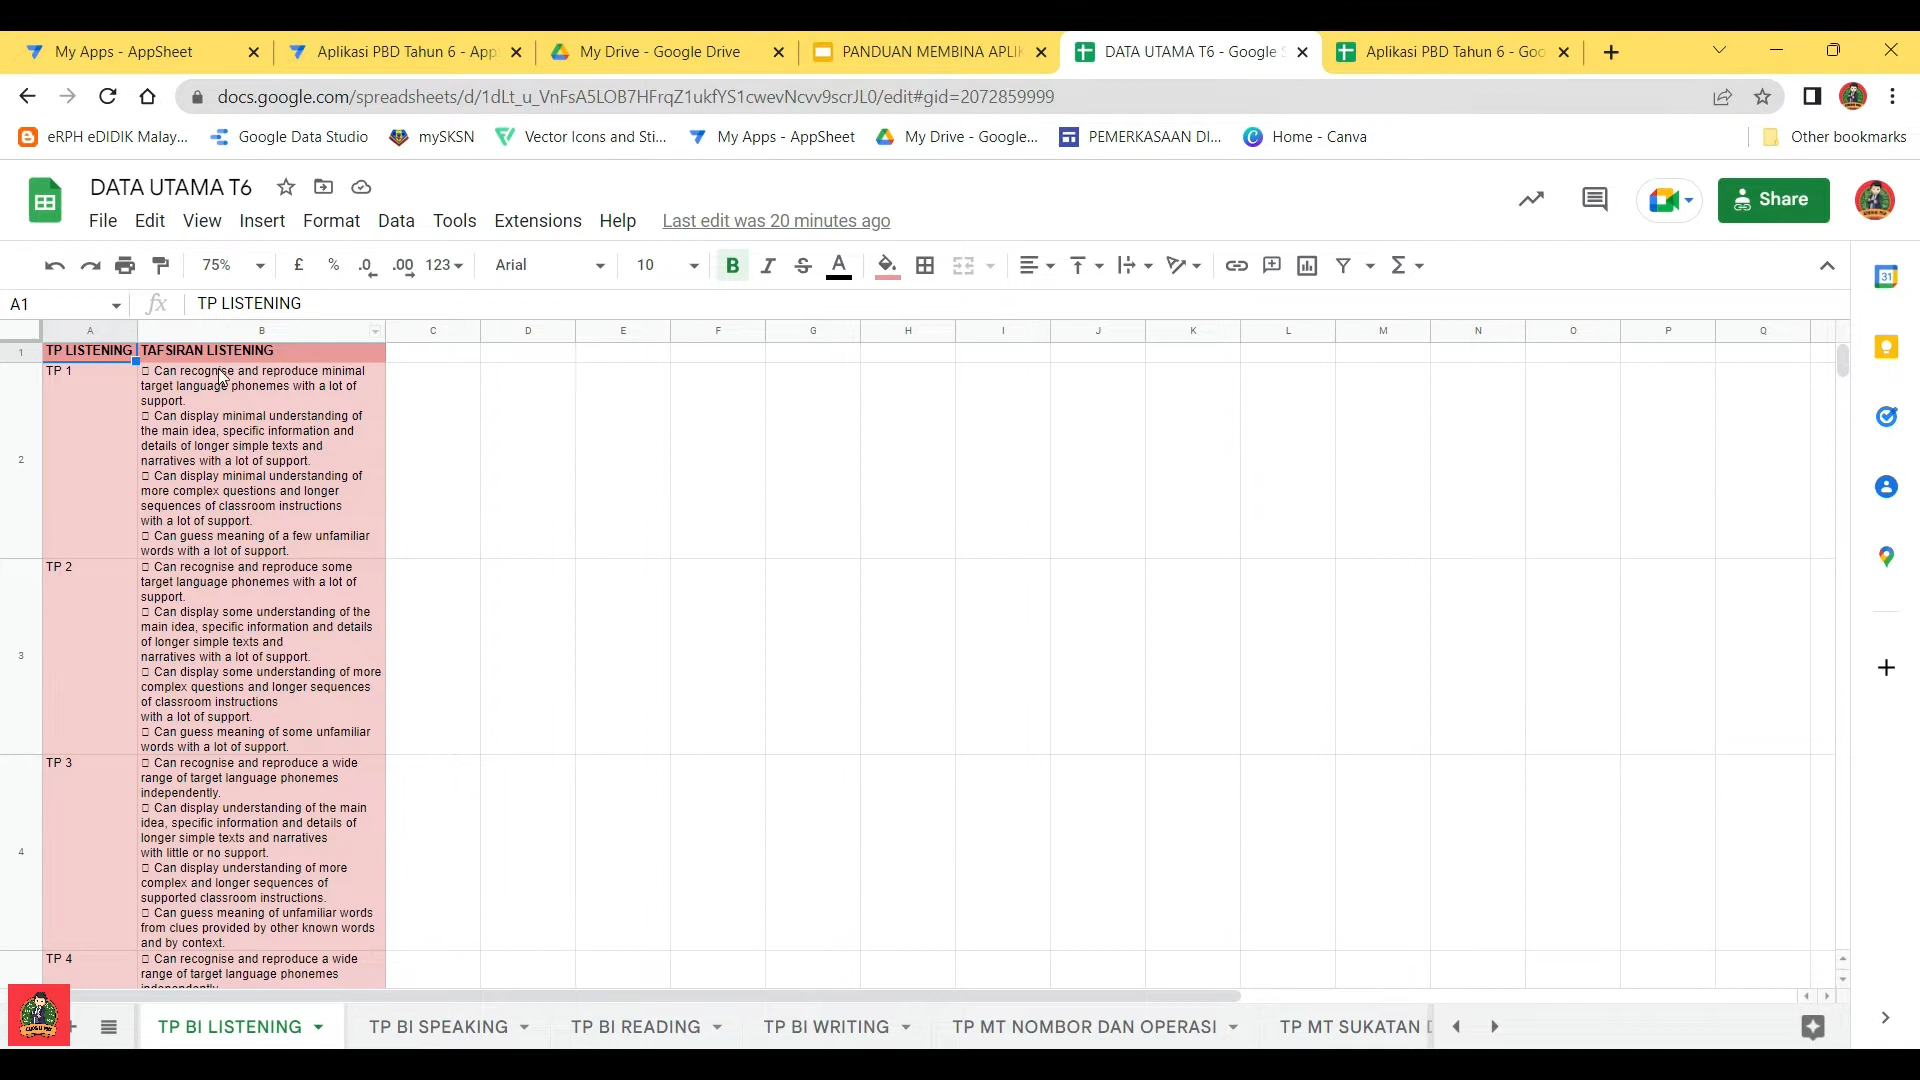 My Apps - AppSheet
Aplikasi PBD Tahun 6 - App
My Drive - Google Drive
PANDUAN MEMBINA APLIK
DATA UTAMA T6 - Google S
Aplikasi PBD Tahun 6 - Goo
docs.google.com/spreadsheets/d/1dLt_u_VnFsA5LOB7HFrqZ1ukfYS1cwevNcvv9scrJL0/edit#gid=2072859999
eRPH eDIDIK Malay...
Google Data Studio
mySKSN
Vector Icons and Sti...
My Apps - AppSheet
My Drive - Google...
PEMERKASAAN DI...
Home - Canva
Other bookmarks
DATA UTAMA T6
Share
File Edit View Insert Format Data Tools Extensions Help Last edit was 20 minutes ago
75% £ % .0 .00 123 Arial 10 B I S A
A1 fx TP LISTENING
A B C D E F G H I J K L M N O P Q
1 TP LISTENING TAFSIRAN LISTENING
2 TP 1
□ Can recognise and reproduce minimal
target language phonemes with a lot of
support.
□ Can display minimal understanding of
the main idea, specific information and
details of longer simple texts and
narratives with a lot of support.
□ Can display minimal understanding of
more complex questions and longer
sequences of classroom instructions
with a lot of support.
□ Can guess meaning of a few unfamiliar
words with a lot of support.
3 TP 2
□ Can recognise and reproduce some
target language phonemes with a lot of
support.
□ Can display some understanding of the
main idea, specific information and details
of longer simple texts and
narratives with a lot of support.
□ Can display some understanding of more
complex questions and longer sequences
of classroom instructions
with a lot of support.
□ Can guess meaning of some unfamiliar
words with a lot of support.
4 TP 3
□ Can recognise and reproduce a wide
range of target language phonemes
independently.
□ Can display understanding of the main
idea, specific information and details of
longer simple texts and narratives
with little or no support.
□ Can display understanding of more
complex and longer sequences of
supported classroom instructions.
□ Can guess meaning of unfamiliar words
from clues provided by other known words
and by context.
TP 4
□ Can recognise and reproduce a wide
range of target language phonemes
independently.
TP BI LISTENING
TP BI SPEAKING
TP BI READING
TP BI WRITING
TP MT NOMBOR DAN OPERASI
TP MT SUKATAN